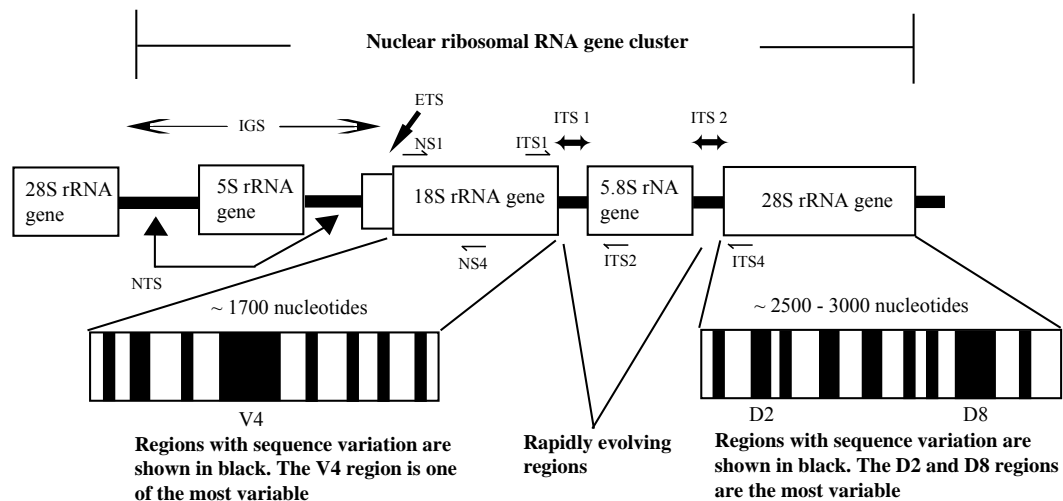 Nuclear ribosomal RNA gene cluster
ETS
IGS
NS1
ITS1
ITS 1
ITS 2
28S rRNA
gene
5S rRNA
gene
18S rRNA gene
5.8S rNA
gene
28S rRNA gene
NTS
NS4
ITS2
ITS4
~ 1700 nucleotides
~ 2500 - 3000 nucleotides
V4
D2
D8
Regions with sequence variation are
shown in black. The V4 region is one
of the most variable
Rapidly evolving
regions
Regions with sequence variation are
shown in black. The D2 and D8 regions
are the most variable